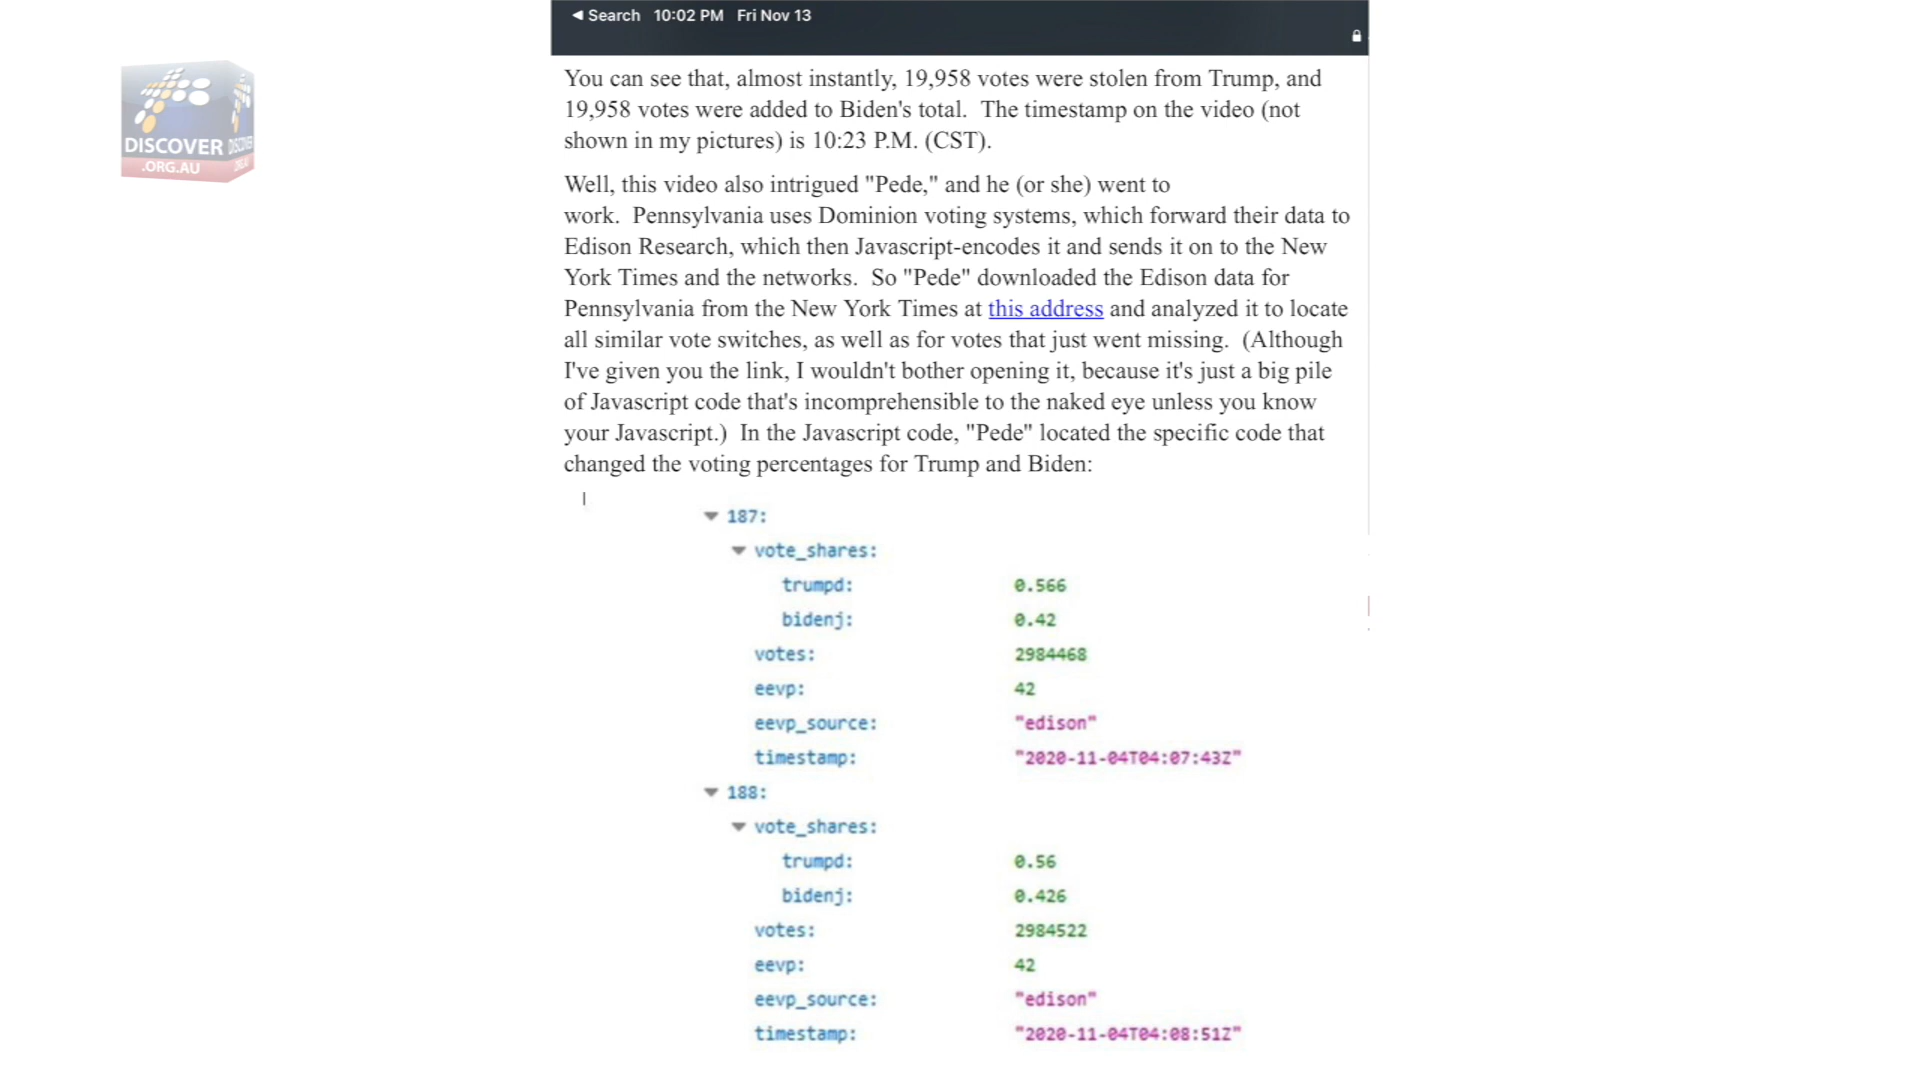 ◀ Search 10:02 PM Fri Nov 13
DISCOVER
.ORG.AU
You can see that, almost instantly, 19,958 votes were stolen from Trump, and
19,958 votes were added to Biden's total. The timestamp on the video (not
shown in my pictures) is 10:23 P.M. (CST).
Well, this video also intrigued "Pede," and he (or she) went to
work. Pennsylvania uses Dominion voting systems, which forward their data to
Edison Research, which then Javascript-encodes it and sends it on to the New
York Times and the networks. So "Pede" downloaded the Edison data for
Pennsylvania from the New York Times at this address and analyzed it to locate
all similar vote switches, as well as for votes that just went missing. (Although
I've given you the link, I wouldn't bother opening it, because it's just a big pile
of Javascript code that's incomprehensible to the naked eye unless you know
your Javascript.) In the Javascript code, "Pede" located the specific code that
changed the voting percentages for Trump and Biden:
187:
vote_shares:
trumpd: 0.566
bidenj: 0.42
votes: 2984468
eevp: 42
eevp_source: "edison"
timestamp: "2020-11-04T04:07:43Z"
188:
vote_shares:
trumpd: 0.56
bidenj: 0.426
votes: 2984522
eevp: 42
eevp_source: "edison"
timestamp: "2020-11-04T04:08:51Z"